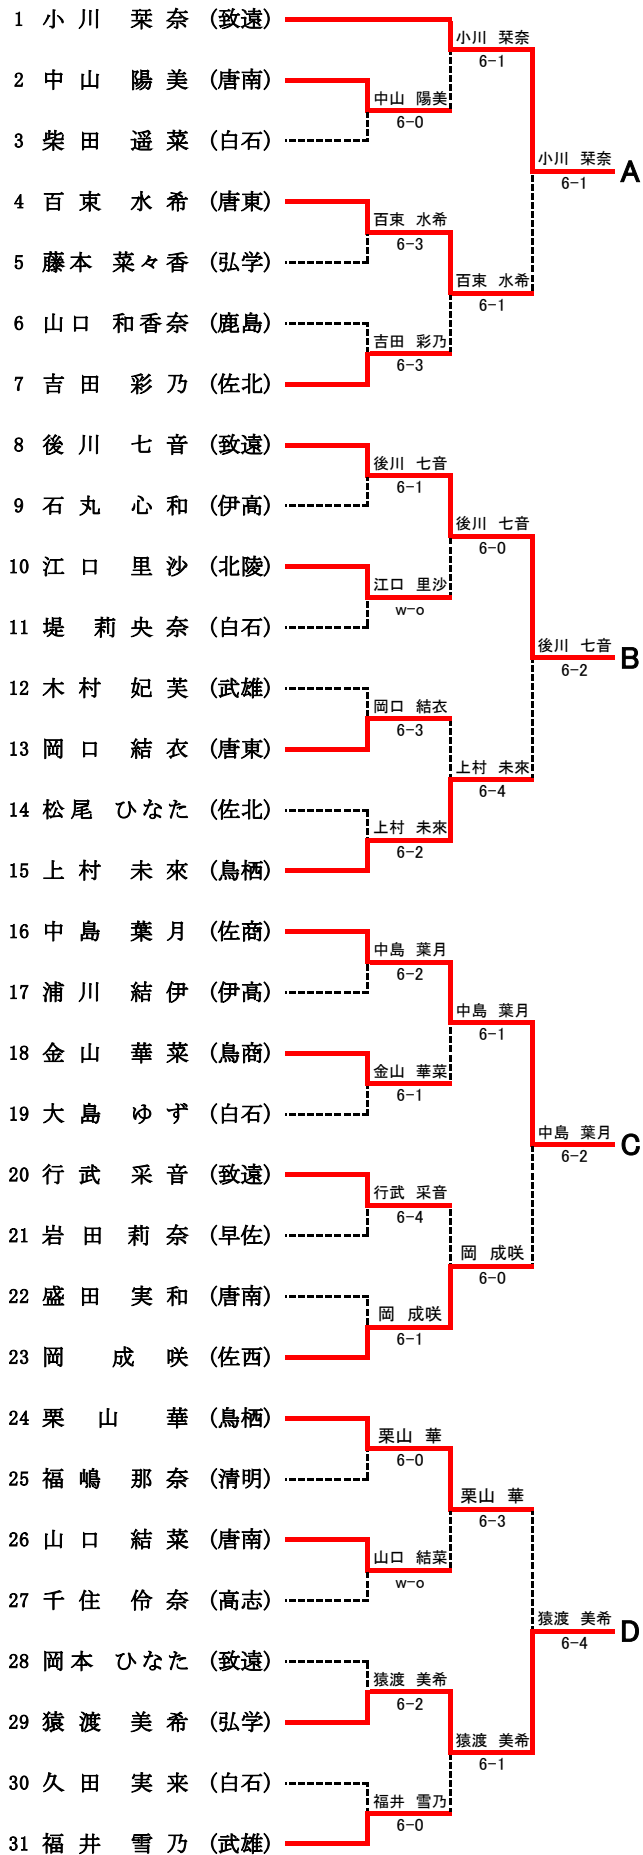 1 小川 栞奈 (致遠)
小川 栞奈
6-1
2 中山 陽美 (唐南)
中山 陽美
6-0
3 柴田 遥菜 (白石)
小川 栞奈
6-1
A
4 百束 水希 (唐東)
百束 水希
6-3
5 藤本 菜々香 (弘学)
百束 水希
6-1
6 山口 和香奈 (鹿島)
吉田 彩乃
6-3
7 吉田 彩乃 (佐北)
8 後川 七音 (致遠)
後川 七音
6-1
9 石丸 心和 (伊高)
後川 七音
6-0
10 江口 里沙 (北陵)
江口 里沙
w-o
11 堤 莉央奈 (白石)
後川 七音
6-2
B
12 木村 妃芙 (武雄)
岡口 結衣
6-3
13 岡口 結衣 (唐東)
上村 未來
6-4
14 松尾 ひなた (佐北)
上村 未來
6-2
15 上村 未來 (鳥栖)
16 中島 葉月 (佐商)
中島 葉月
6-2
17 浦川 結伊 (伊高)
中島 葉月
6-1
18 金山 華菜 (鳥商)
金山 華菜
6-1
19 大島 ゆず (白石)
中島 葉月
6-2
C
20 行武 采音 (致遠)
行武 采音
6-4
21 岩田 莉奈 (早佐)
岡 成咲
6-0
22 盛田 実和 (唐南)
岡 成咲
6-1
23 岡 成咲 (佐西)
24 栗山 華 (鳥栖)
栗山 華
6-0
25 福嶋 那奈 (清明)
栗山 華
6-3
26 山口 結菜 (唐南)
山口 結菜
w-o
27 千住 伶奈 (高志)
猿渡 美希
6-4
D
28 岡本 ひなた (致遠)
猿渡 美希
6-2
29 猿渡 美希 (弘学)
猿渡 美希
6-1
30 久田 実来 (白石)
福井 雪乃
6-0
31 福井 雪乃 (武雄)